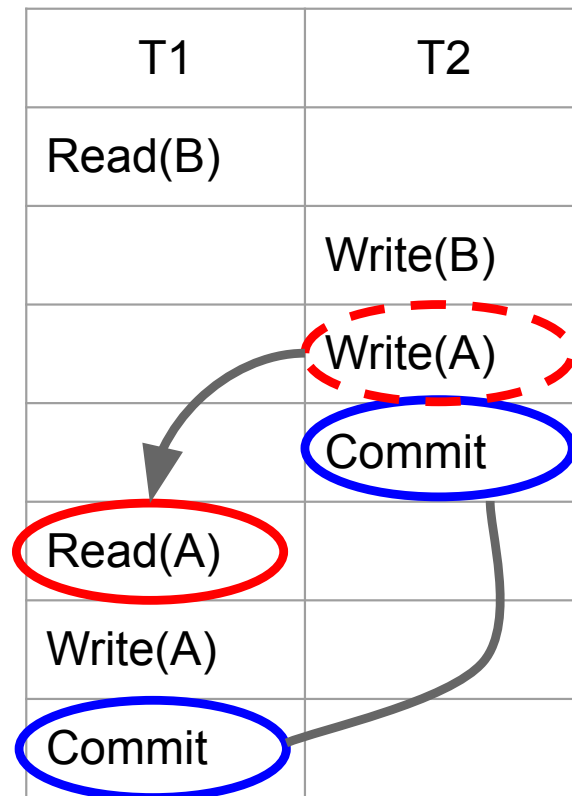 T1 T2
Read(B)
Write(B)
Write(A)
Commit
Read(A)
Write(A)
Commit